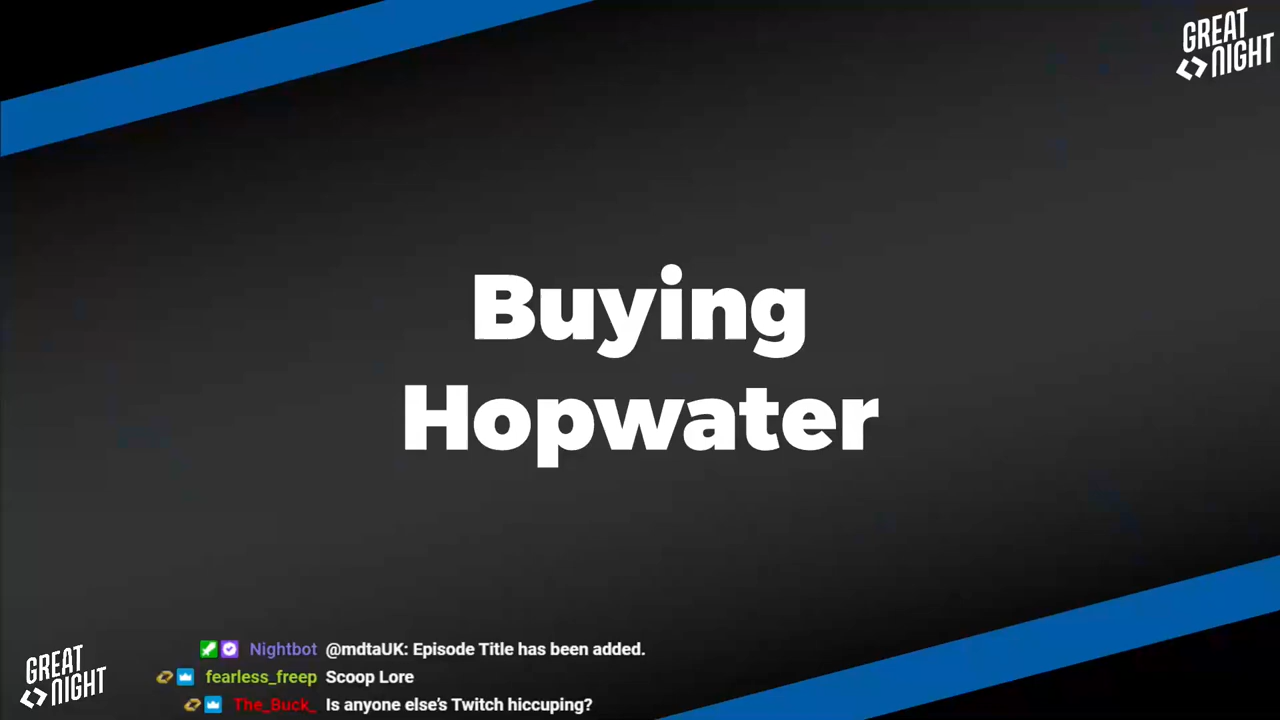 GREAT
NIGHT
Buying
Hopwater
GREAT
NIGHT
Nightbot @mdtaUK: Episode Title has been added.
fearless_freep Scoop Lore
The_Buck_ Is anyone else’s Twitch hiccuping?